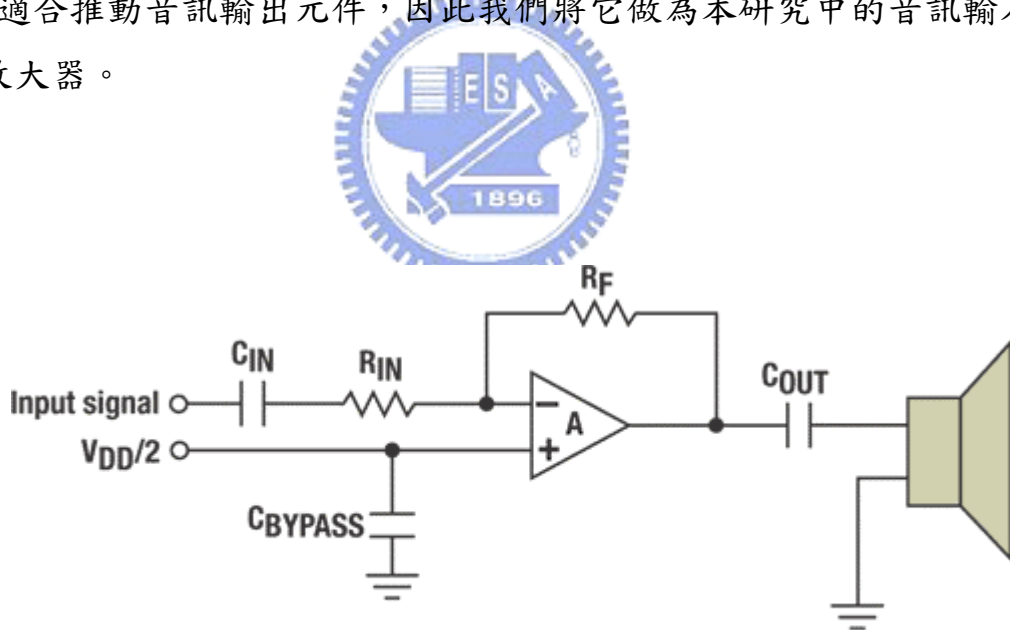 適合推動音訊輸出元件，因此我們將它做為本研究中的音訊輸
大器。
E S A
1896
RF
CIN
RIN
COUT
Input signal
A
VDD/2
CBYPASS